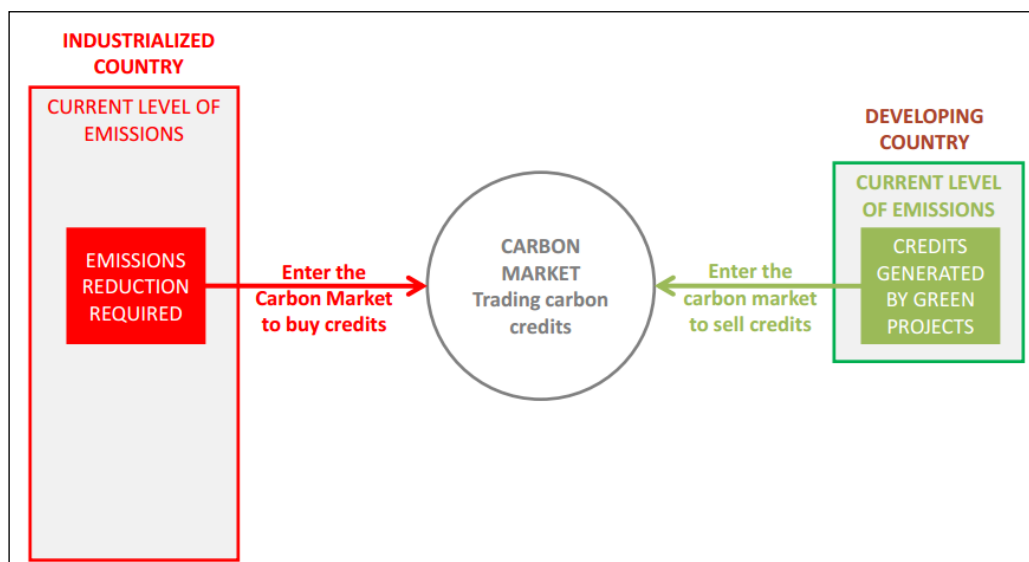 INDUSTRIALIZED
COUNTRY
CURRENT LEVEL OF
EMISSIONS
EMISSIONS
REDUCTION
REQUIRED
Enter the
Carbon Market
to buy credits
CARBON
MARKET
Trading carbon
credits
Enter the
carbon market
to sell credits
DEVELOPING
COUNTRY
CURRENT LEVEL
OF EMISSIONS
CREDITS
GENERATED
BY GREEN
PROJECTS